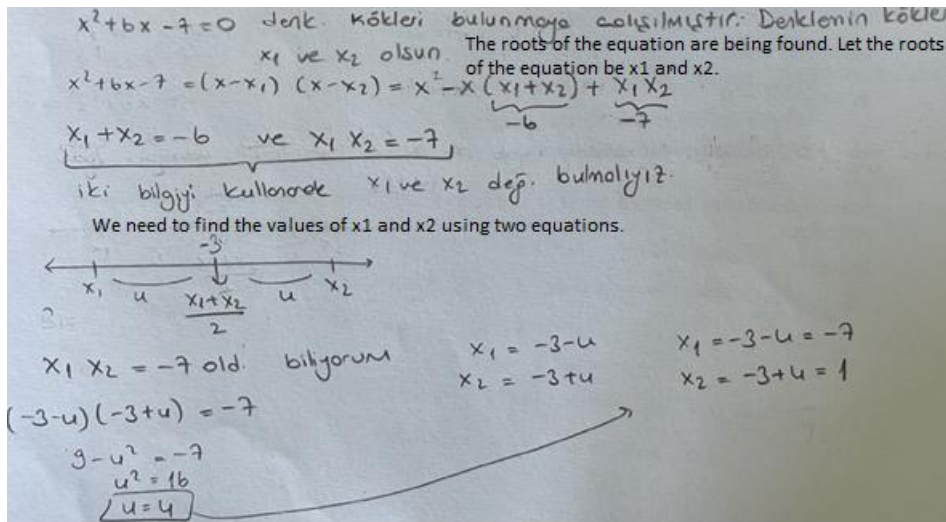 x²+6x-7=0 denk. kökleri bulunmaya çalışılmıştır. Denklemin kökle
x₁ ve x₂ olsun.
The roots of the equation are being found. Let the roots
of the equation be x1 and x2.
x²+6x-7 = (x-x₁) (x-x₂) = x²-x (x₁+x₂) + x₁x₂
-6 -7
x₁+x₂=-6 ve x₁ x₂=-7
iki bilgiyi kullanarak x₁ ve x₂ değ. bulmalıyız.
We need to find the values of x1 and x2 using two equations.
-3
x₁ u x₁+x₂ u x₂
2
x₁ x₂ = -7 old. biliyorum
x₁ = -3-u
x₂ = -3+u
x₁ = -3-u = -7
x₂ = -3+u = 1
(-3-u)(-3+u) = -7
9-u² = -7
u² = 16
u=4